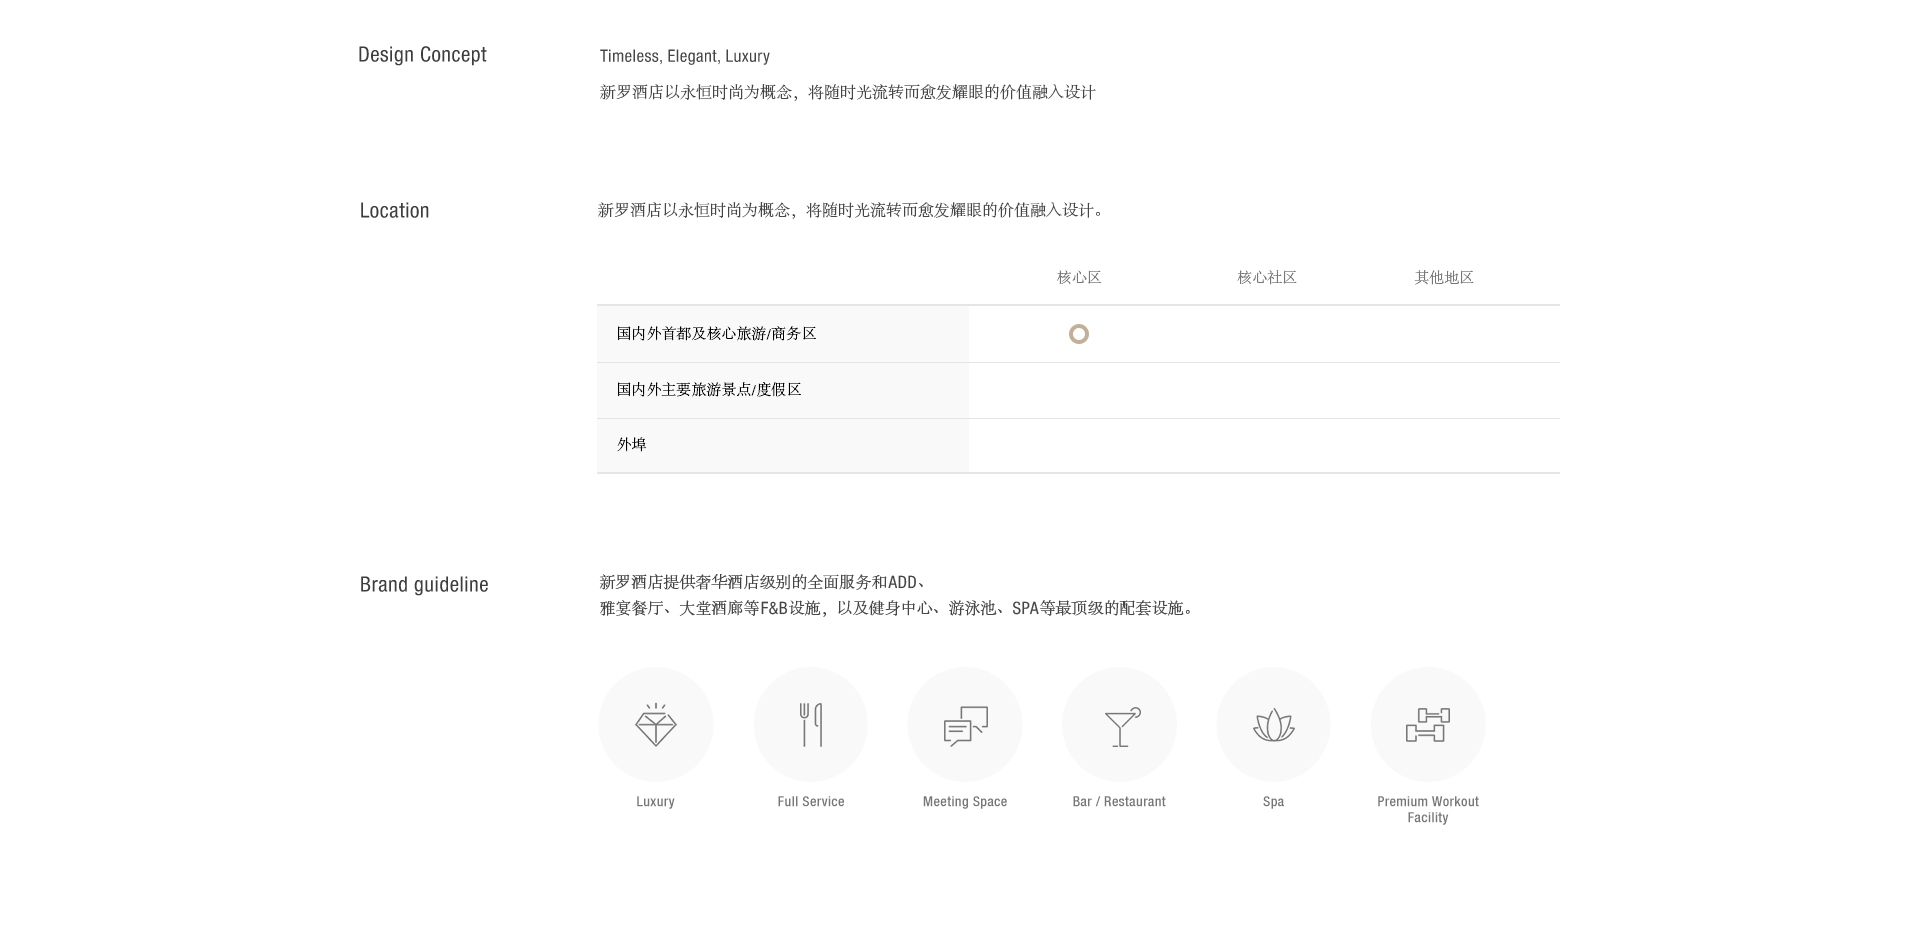 Design Concept
Timeless, Elegant, Luxury
新罗酒店以永恒时尚为概念，将随时光流转而愈发耀眼的价值融入设计
Location
新罗酒店以永恒时尚为概念，将随时光流转而愈发耀眼的价值融入设计。
核心区 核心社区 其他地区
国内外首都及核心旅游/商务区
国内外主要旅游景点/度假区
外埠
Brand guideline
新罗酒店提供奢华酒店级别的全面服务和ADD、
雅宴餐厅、大堂酒廊等F&B设施，以及健身中心、游泳池、SPA等最顶级的配套设施。
Luxury
Full Service
Meeting Space
Bar / Restaurant
Spa
Premium Workout
Facility